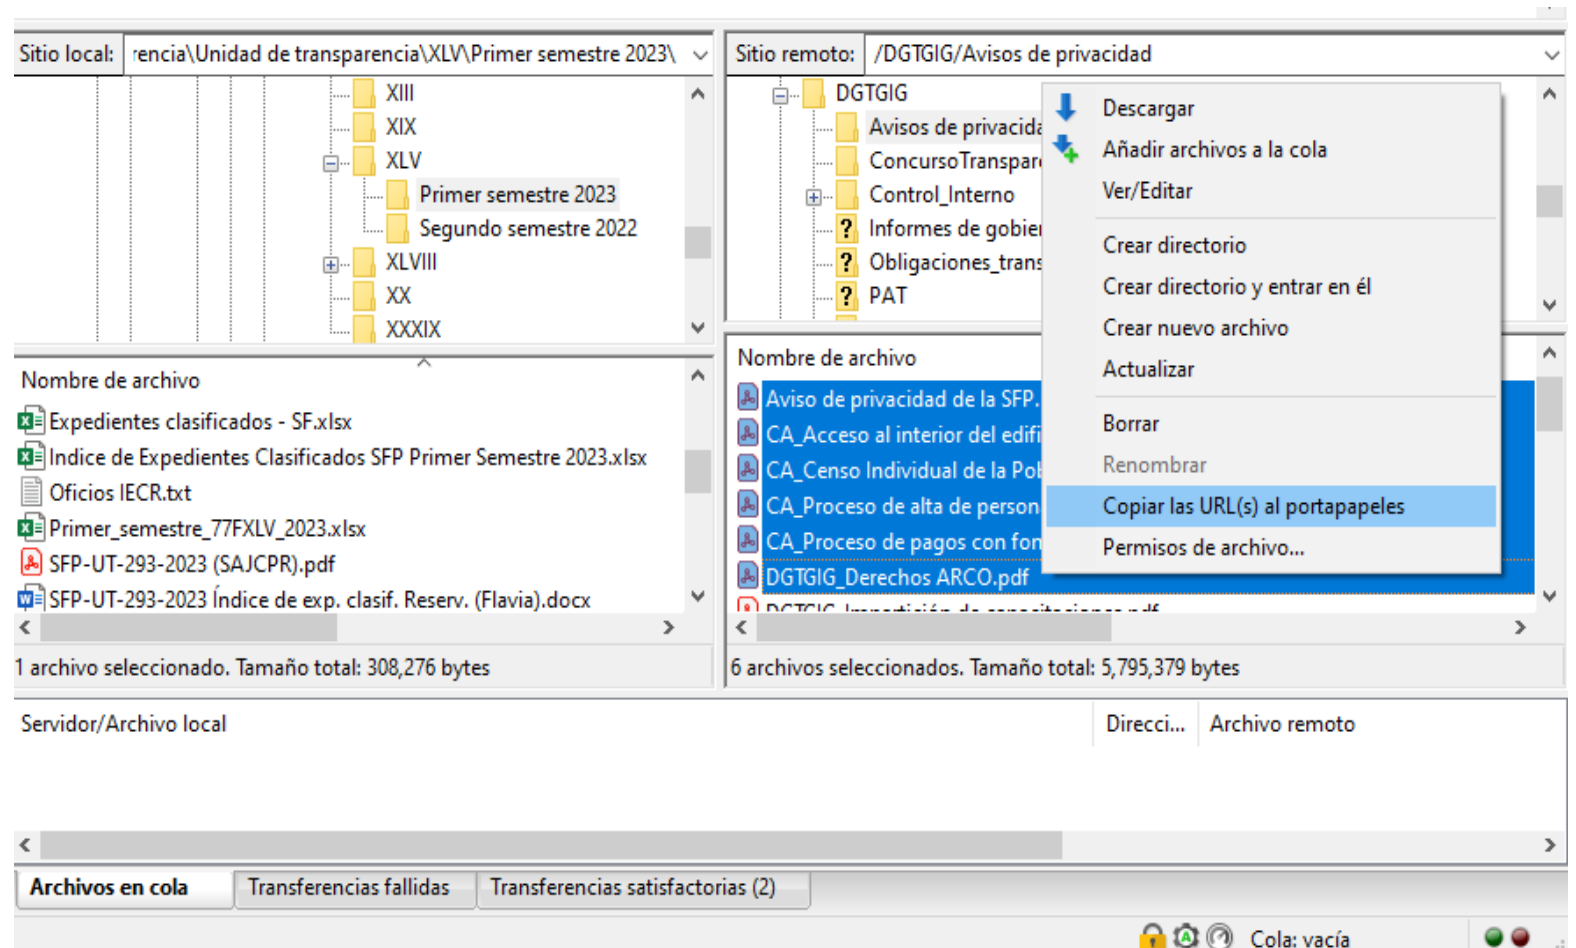 Sitio local: rencia\Unidad de transparencia\XLV\Primer semestre 2023\
XIII
XIX
XLV
Primer semestre 2023
Segundo semestre 2022
XLVIII
XX
XXXIX
Nombre de archivo
Expedientes clasificados - SF.xlsx
Indice de Expedientes Clasificados SFP Primer Semestre 2023.xlsx
Oficios IECR.txt
Primer_semestre_77FXLV_2023.xlsx
SFP-UT-293-2023 (SAJCPR).pdf
SFP-UT-293-2023 Índice de exp. clasif. Reserv. (Flavia).docx
1 archivo seleccionado. Tamaño total: 308,276 bytes
Sitio remoto: /DGTGIG/Avisos de privacidad
DGTGIG
Avisos de privacida
ConcursoTranspar
Control_Interno
Informes de gobier
Obligaciones_trans
PAT
Nombre de archivo
Aviso de privacidad de la SFP.
CA_Acceso al interior del edifi
CA_Censo Individual de la Pob
CA_Proceso de alta de person
CA_Proceso de pagos con fon
DGTGIG_Derechos ARCO.pdf
DGTGIG_Impartición de capacitaciones.pdf
6 archivos seleccionados. Tamaño total: 5,795,379 bytes
Descargar
Añadir archivos a la cola
Ver/Editar
Crear directorio
Crear directorio y entrar en él
Crear nuevo archivo
Actualizar
Borrar
Renombrar
Copiar las URL(s) al portapapeles
Permisos de archivo...
Servidor/Archivo local Direcci... Archivo remoto
Archivos en cola Transferencias fallidas Transferencias satisfactorias (2)
Cola: vacía